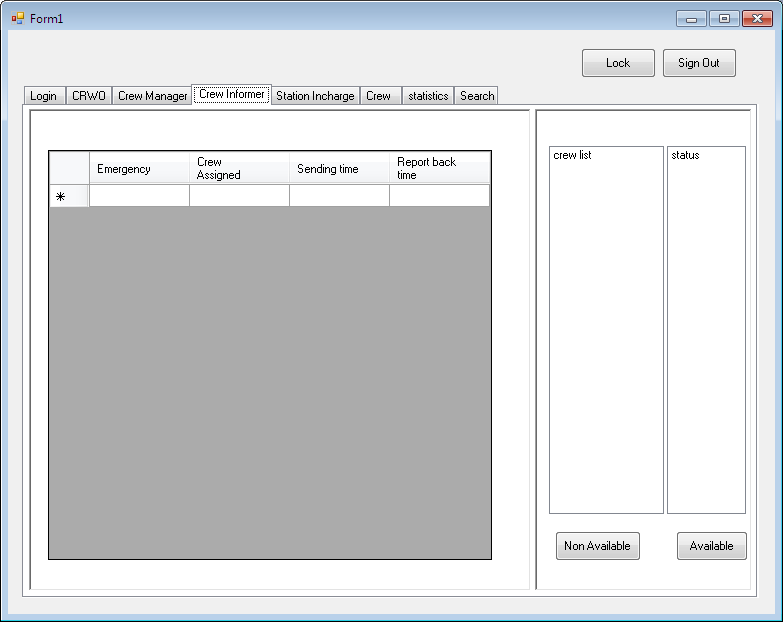 Form1
Lock
Sign Out
Login
CRWO
Crew Manager
Crew Informer
Station Incharge
Crew
statistics
Search
Emergency
Crew
Assigned
Sending time
Report back
time
crew list
status
Non Available
Available